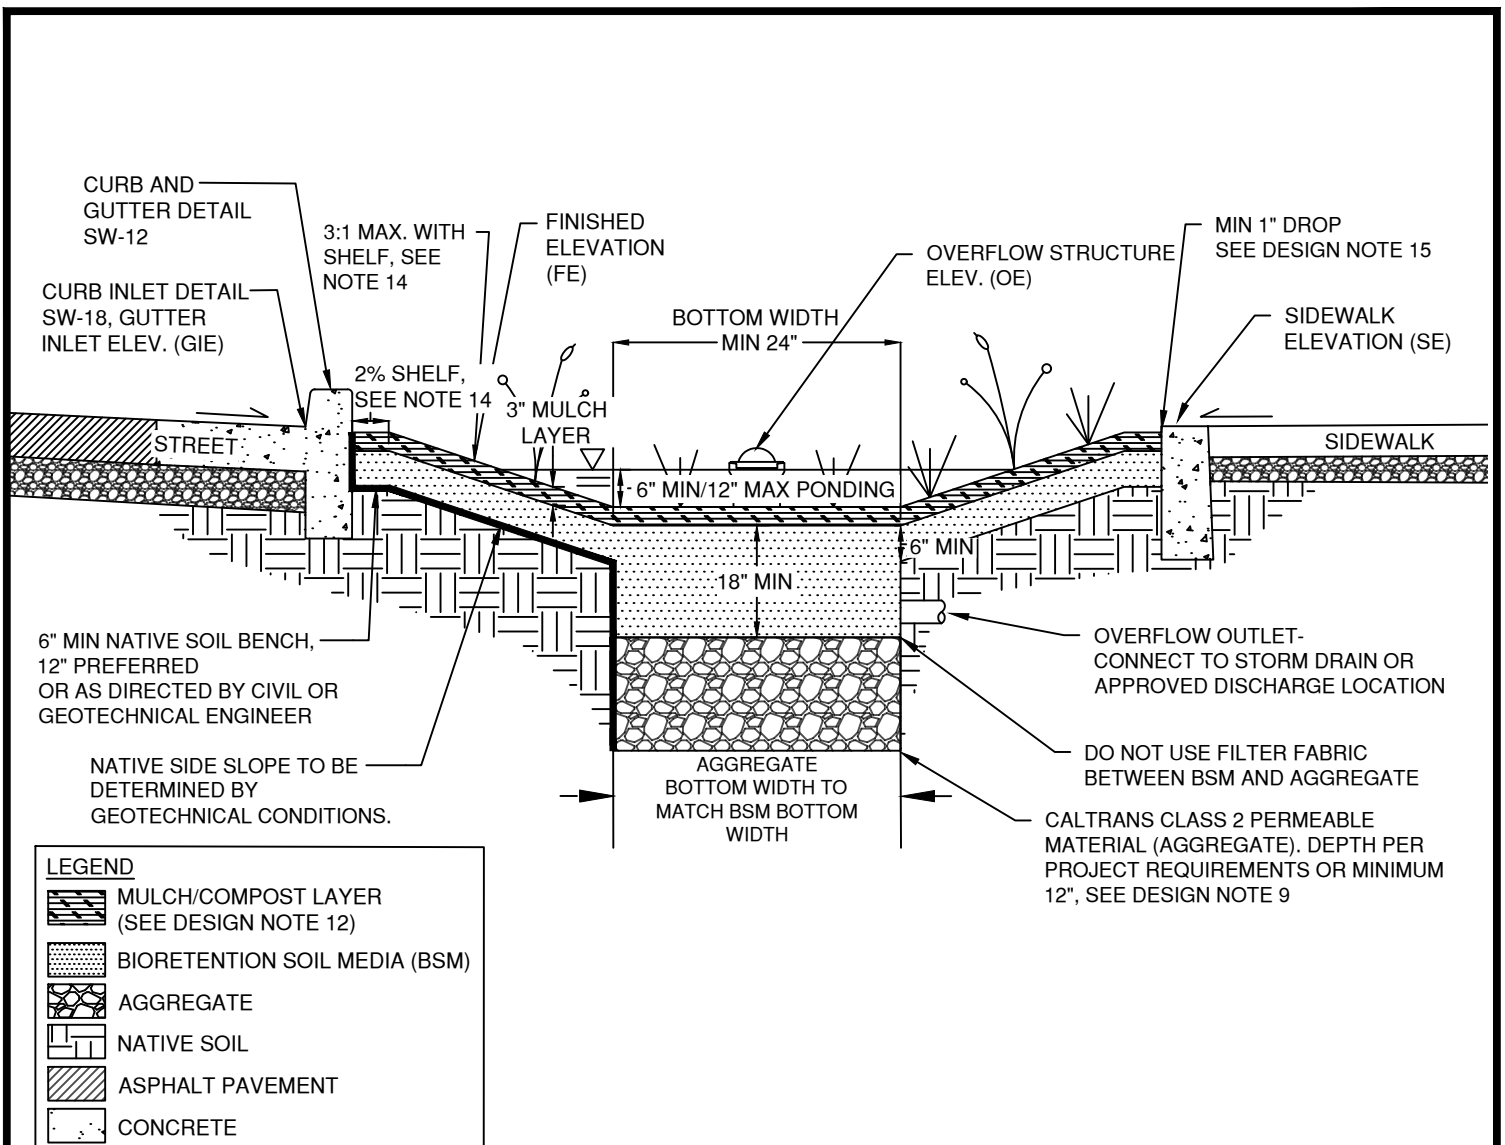 CURB AND
GUTTER DETAIL
SW-12
3:1 MAX. WITH
SHELF, SEE
NOTE 14
FINISHED
ELEVATION
(FE)
OVERFLOW STRUCTURE
ELEV. (OE)
MIN 1" DROP
SEE DESIGN NOTE 15
CURB INLET DETAIL
SW-18, GUTTER
INLET ELEV. (GIE)
BOTTOM WIDTH
MIN 24"
SIDEWALK
ELEVATION (SE)
2% SHELF,
SEE NOTE 14
3" MULCH
LAYER
STREET
SIDEWALK
6" MIN/12" MAX PONDING
6" MIN
18" MIN
6" MIN NATIVE SOIL BENCH,
12" PREFERRED
OR AS DIRECTED BY CIVIL OR
GEOTECHNICAL ENGINEER
OVERFLOW OUTLET-
CONNECT TO STORM DRAIN OR
APPROVED DISCHARGE LOCATION
NATIVE SIDE SLOPE TO BE
DETERMINED BY
GEOTECHNICAL CONDITIONS.
AGGREGATE
BOTTOM WIDTH TO
MATCH BSM BOTTOM
WIDTH
DO NOT USE FILTER FABRIC
BETWEEN BSM AND AGGREGATE
CALTRANS CLASS 2 PERMEABLE
MATERIAL (AGGREGATE). DEPTH PER
PROJECT REQUIREMENTS OR MINIMUM
12", SEE DESIGN NOTE 9
LEGEND
MULCH/COMPOST LAYER
(SEE DESIGN NOTE 12)
BIORETENTION SOIL MEDIA (BSM)
AGGREGATE
NATIVE SOIL
ASPHALT PAVEMENT
CONCRETE